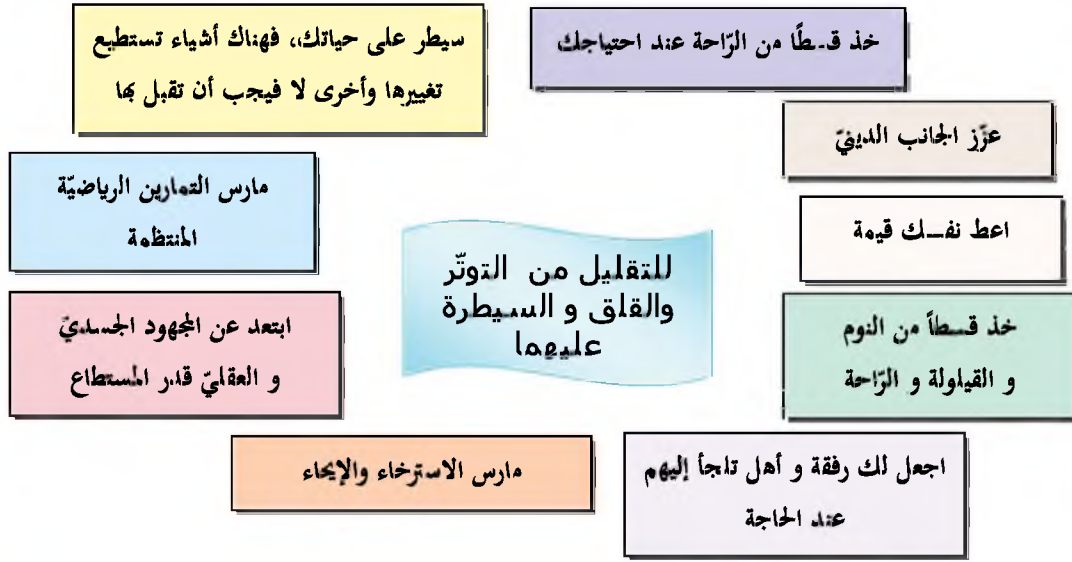 خذ قسطًا من الرّاحة عند احتياجك
سيطر على حياتك،، فهناك أشياء تستطيع
تغييرها وأخرى لا فيجب أن تقبل بها
عزّز الجانب الدينيّ
مارس التمارين الرياضيّة
المنتظمة
اعط نفسك قيمة
للتقليل من التوتّر
والقلق و السيطرة
عليهما
خذ قسطاً من النوم
و القيلولة و الرّاحة
ابتعد عن المجهود الجسديّ
و العقليّ قدر المستطاع
اجعل لك رفقة و أهل تلجأ إليهم
عند الحاجة
مارس الاسترخاء والإيحاء